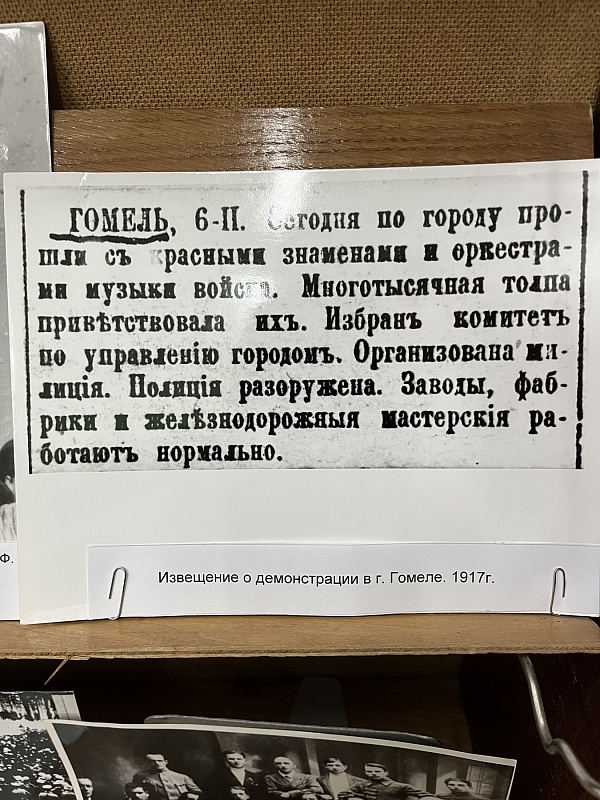 ГОМЕЛЬ, 6-II. Сегодня по городу про-
шли съ красными знаменами и оркестра-
ми музыки войска. Многотысячная толпа
привѣтствовала ихъ. Избранъ комитетъ
по управленію городомъ. Организована ми-
лиція. Полиція разоружена. Заводы, фаб-
рики и желѣзнодорожныя мастерскія ра-
ботаютъ нормально.
Ф.
Извещение о демонстрации в г. Гомеле. 1917г.